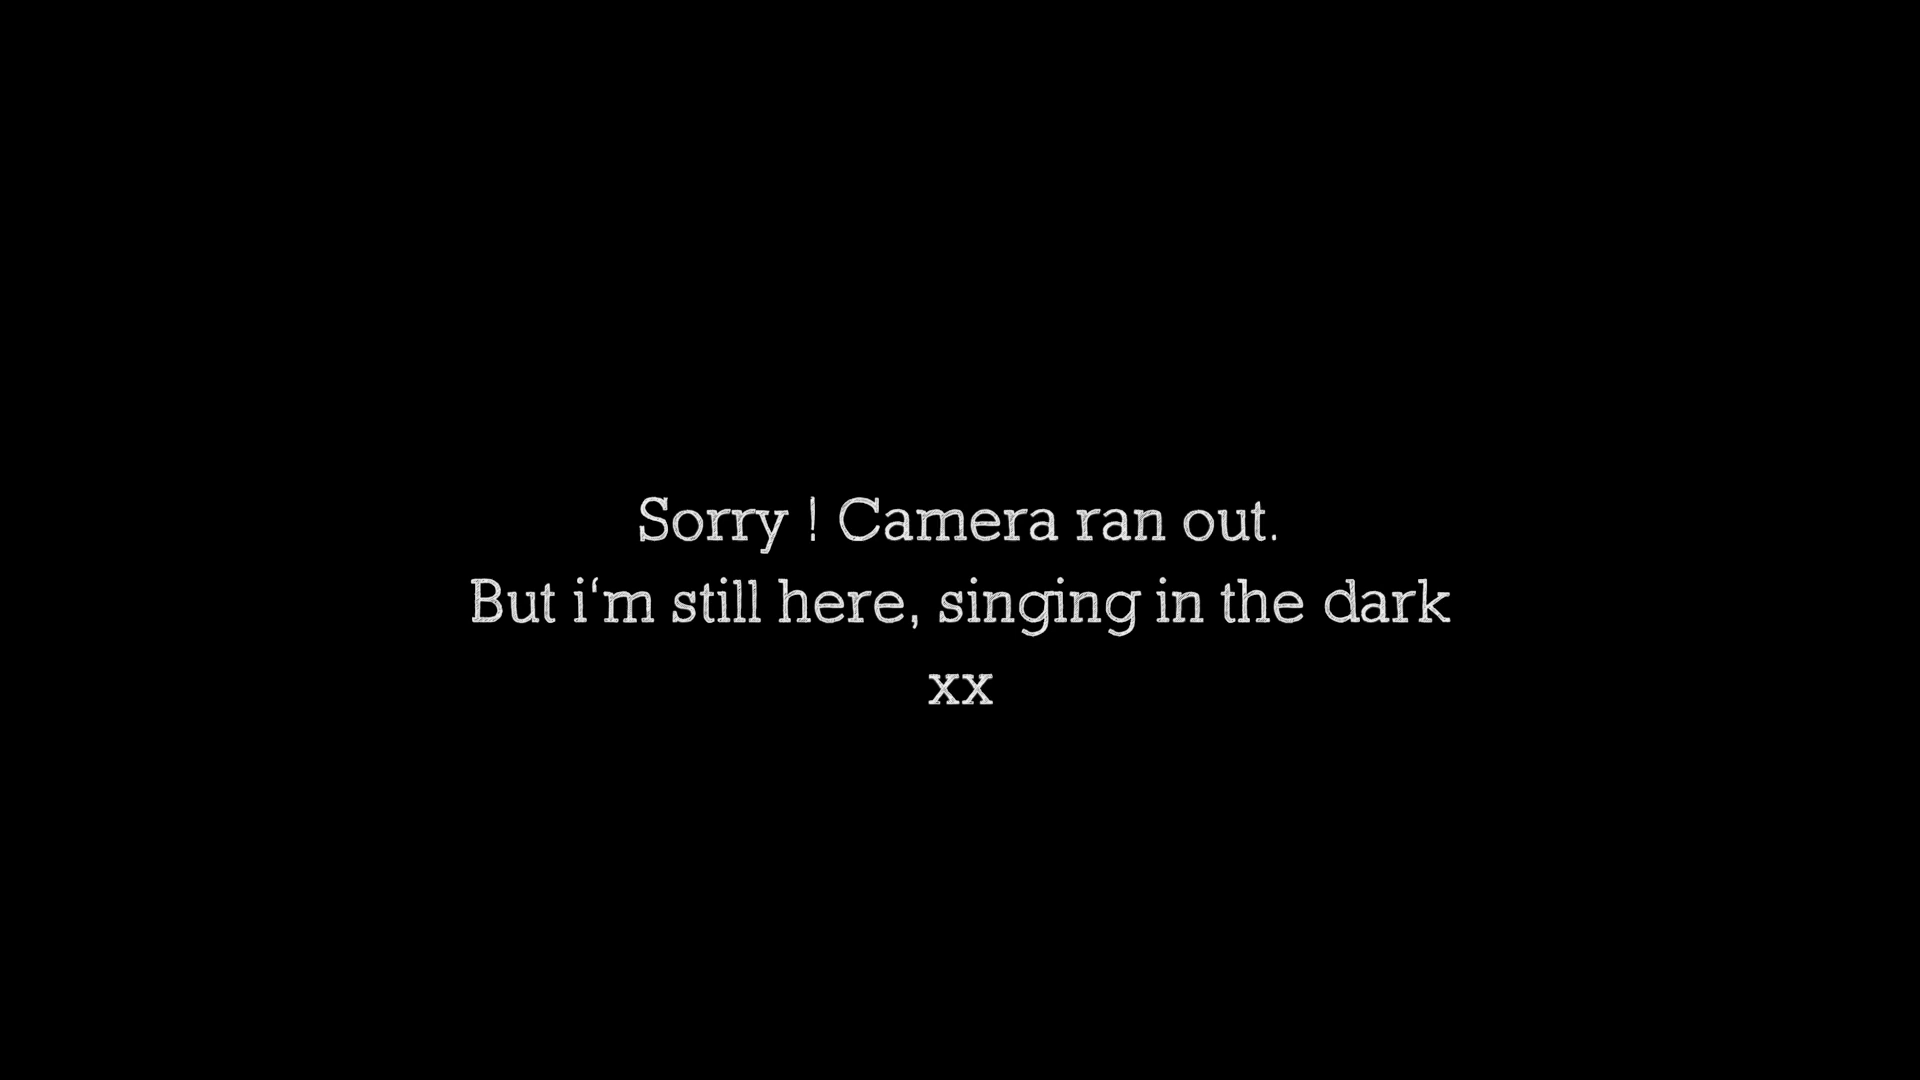 Sorry ! Camera ran out.
But i‘m still here, singing in the dark
xx